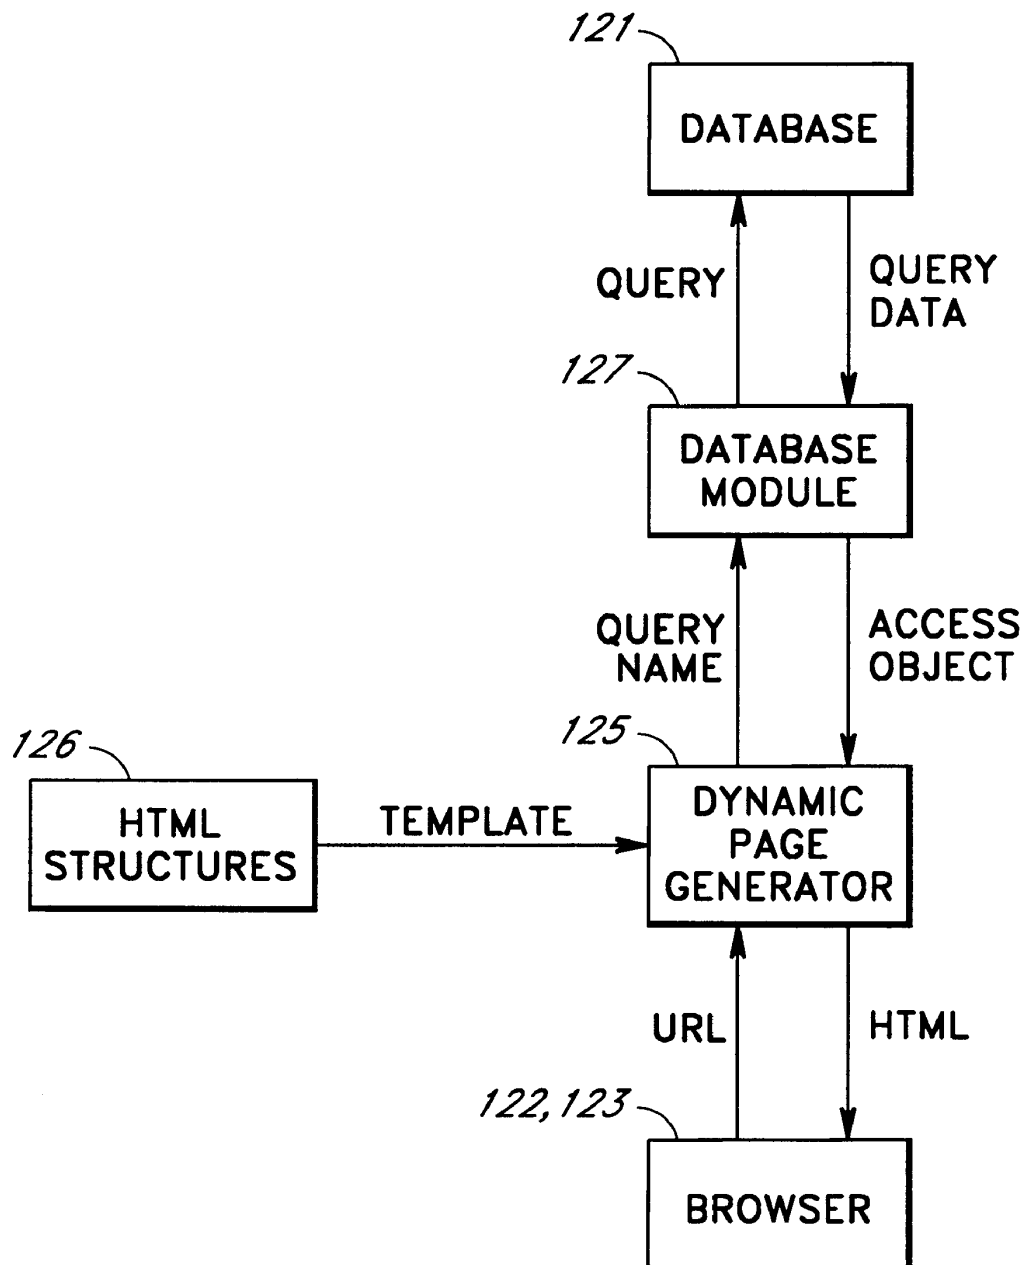 121
DATABASE
QUERY
QUERY
DATA
127
DATABASE
MODULE
QUERY
NAME
ACCESS
OBJECT
126
HTML
STRUCTURES
TEMPLATE
125
DYNAMIC
PAGE
GENERATOR
URL
HTML
122, 123
BROWSER